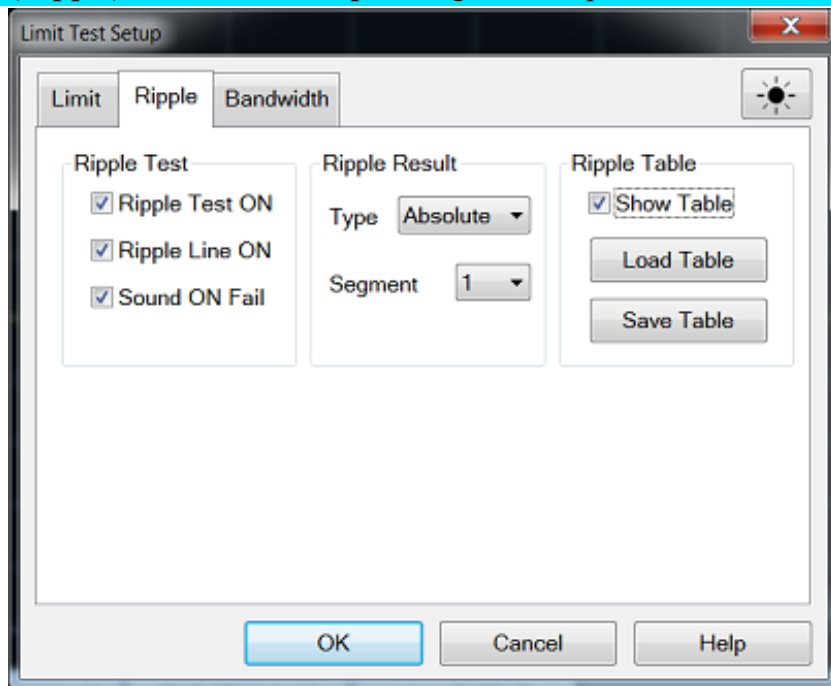 Limit Test Setup
Limit Ripple Bandwidth
Ripple Test
Ripple Test ON
Ripple Line ON
Sound ON Fail
Ripple Result
Type Absolute
Segment 1
Ripple Table
Show Table
Load Table
Save Table
OK Cancel Help